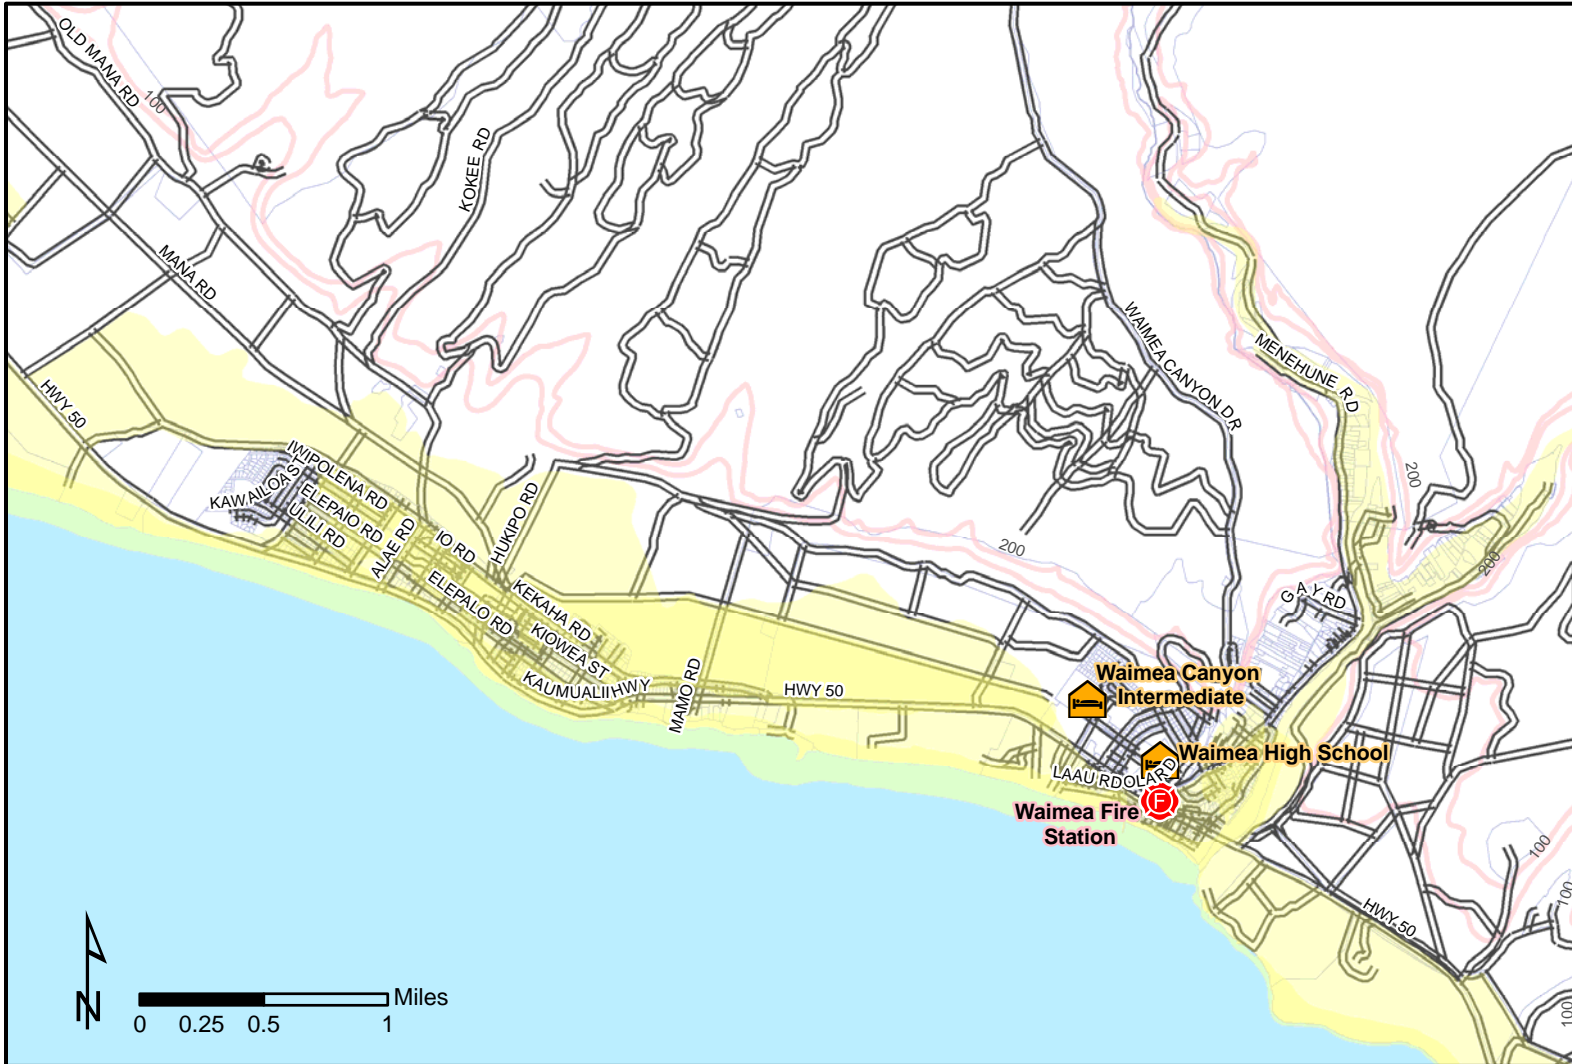 OLD MANA RD
100
KOKEE RD
MANA RD
HWY 50
WAIMEA CANYON DR
MENEHUNE RD
IWIPOLENA RD
KAWAILOA ST
ELEPAIO RD
ULILI RD
ALAE RD
IO RD
HUKIPO RD
200
200
200
ELEPALO RD
KEKAHA RD
KIOWEA ST
GAY RD
KAUMUALII HWY
MAMO RD
HWY 50
Waimea Canyon
Intermediate
Waimea High School
LAAU RD
OLA RD
F
Waimea Fire
Station
100
100
HWY 50
100
N
Miles
0 0.25 0.5 1